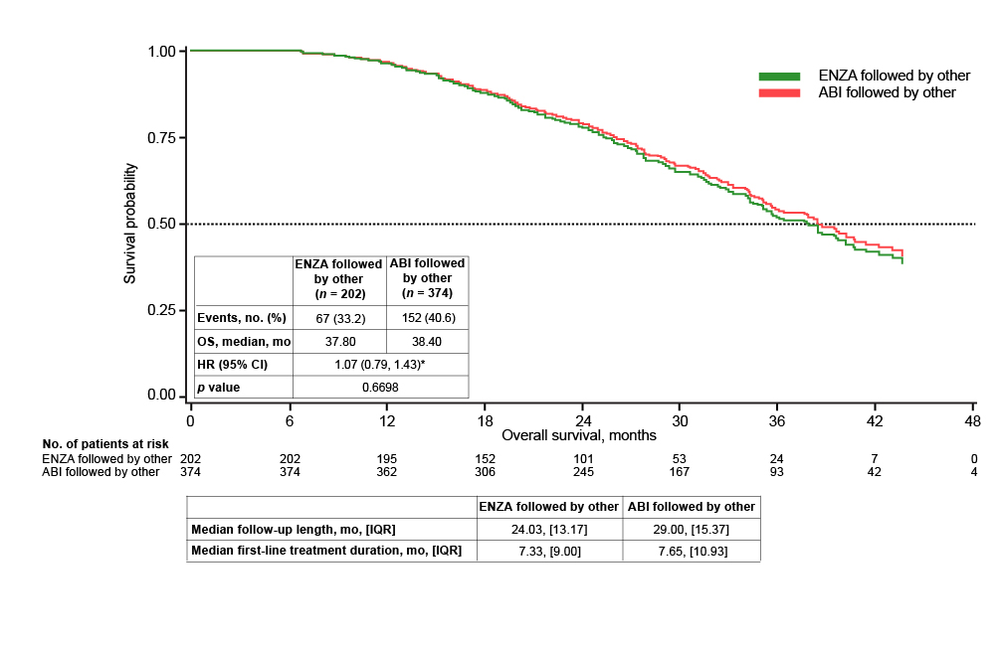 1.00
0.75
0.50
0.25
0.00
Survival probability
ENZA followed by other
ABI followed by other
ENZA followed by other (n = 202)
ABI followed by other (n = 374)
Events, no. (%) 67 (33.2) 152 (40.6)
OS, median, mo 37.80 38.40
HR (95% CI) 1.07 (0.79, 1.43)*
p value 0.6698
0 6 12 18 24 30 36 42 48
Overall survival, months
No. of patients at risk
ENZA followed by other 202 202 195 152 101 53 24 7 0
ABI followed by other 374 374 362 306 245 167 93 42 4
ENZA followed by other ABI followed by other
Median follow-up length, mo, [IQR] 24.03, [13.17] 29.00, [15.37]
Median first-line treatment duration, mo, [IQR] 7.33, [9.00] 7.65, [10.93]